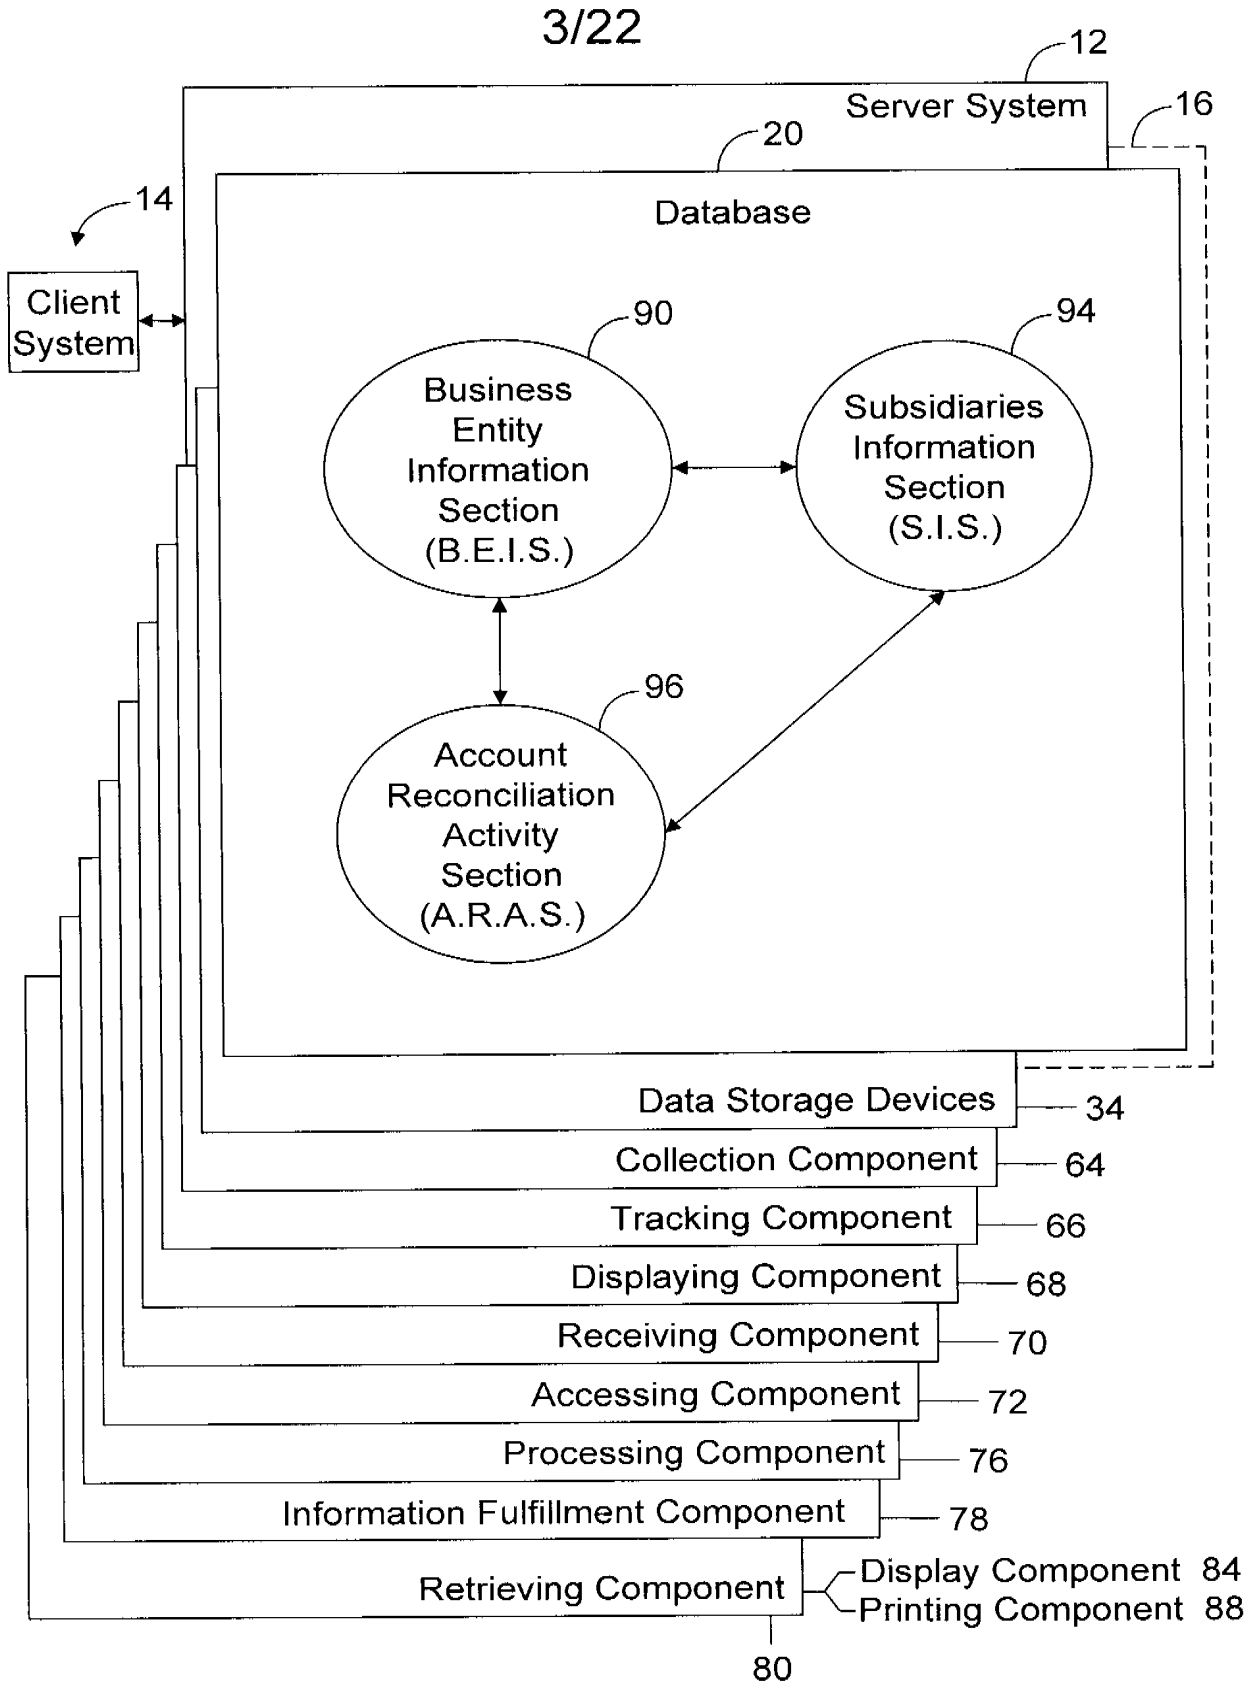 3/22
12
Server System
16
20
Database
14
Client
System
90
Business
Entity
Information
Section
(B.E.I.S.)
94
Subsidiaries
Information
Section
(S.I.S.)
96
Account
Reconciliation
Activity
Section
(A.R.A.S.)
Data Storage Devices 34
Collection Component 64
Tracking Component 66
Displaying Component 68
Receiving Component 70
Accessing Component 72
Processing Component 76
Information Fulfillment Component 78
Retrieving Component
Display Component 84
Printing Component 88
80